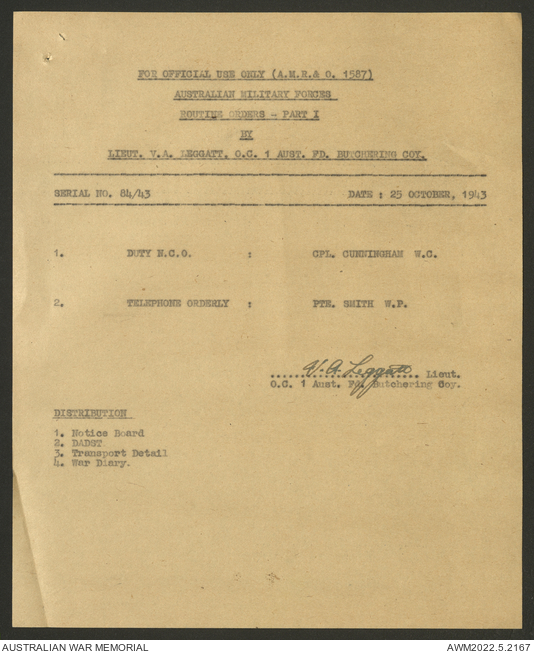 FOR OFFICIAL USE ONLY (A.M.R.& O. 1587)
AUSTRALIAN MILITARY FORCES
ROUTINE ORDERS - PART I
BY
LIEUT. V.A. LEGGATT, O.C. 1 AUST. FD. BUTCHERING COY.
SERIAL NO. 84/43 DATE : 25 OCTOBER, 1943
1. DUTY N.C.O. : CPL. CUNNINGHAM W.C.
2. TELEPHONE ORDERLY : PTE. SMITH W.P.
V. A. Leggatt Lieut.
O.C. 1 Aust. Fd. Butchering Coy.
DISTRIBUTION
1. Notice Board
2. DADST
3. Transport Detail
4. War Diary.
AUSTRALIAN WAR MEMORIAL AWM2022.5.2167